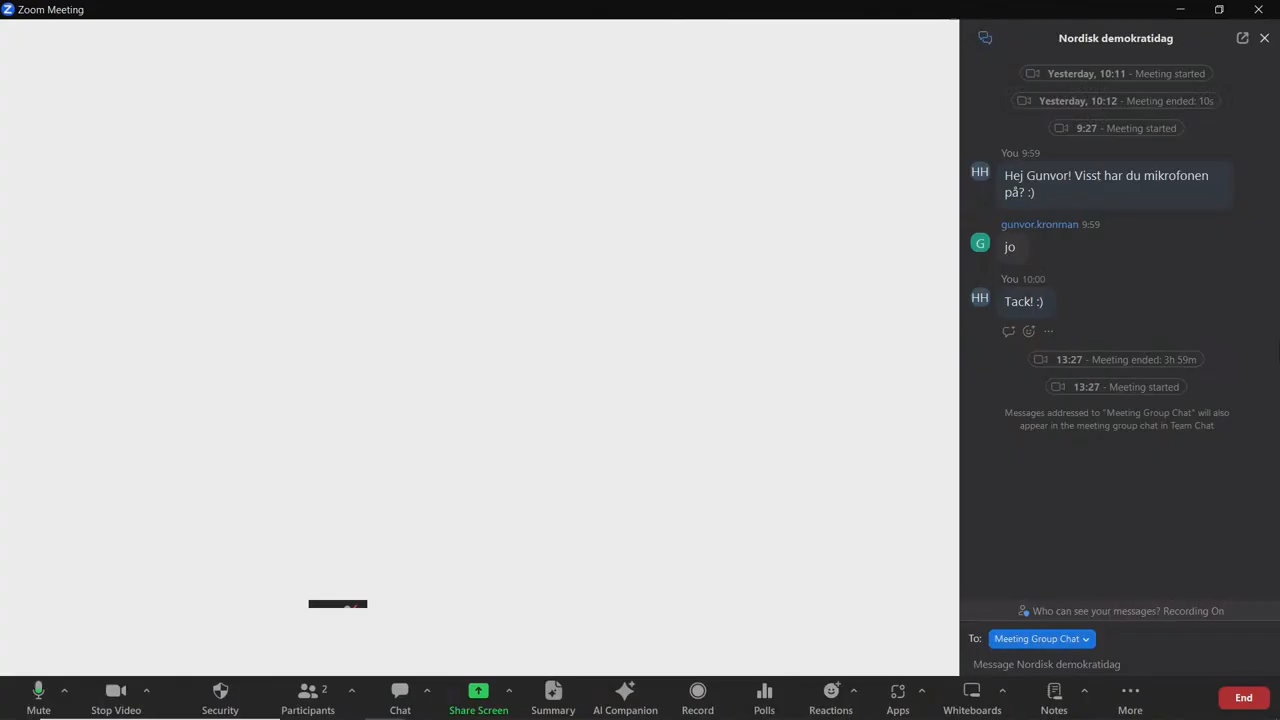 Zoom Meeting
Nordisk demokratidag
Yesterday, 10:11 - Meeting started
Yesterday, 10:12 - Meeting ended: 10s
9:27 - Meeting started
You 9:59
HH
Hej Gunvor! Visst har du mikrofonen
på? :)
gunvor.kronman 9:59
G
jo
You 10:00
HH
Tack! :)
13:27 - Meeting ended: 3h 59m
13:27 - Meeting started
Messages addressed to "Meeting Group Chat" will also
appear in the meeting group chat in Team Chat
Who can see your messages? Recording On
To: Meeting Group Chat
Message Nordisk demokratidag
Mute
Stop Video
Security
Participants 2
Chat
Share Screen
Summary
AI Companion
Record
Polls
Reactions
Apps
Whiteboards
Notes
More
End